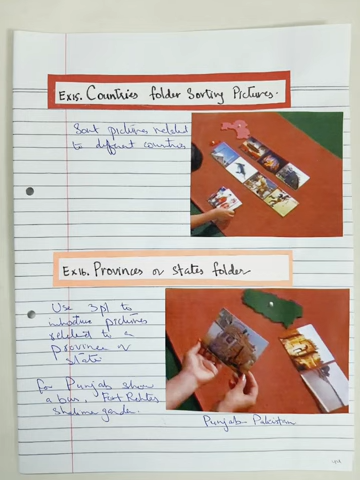 Ex15. Countries folder Sorting Pictures.
Sort pictures related
to different countries
Ex16. Provinces or States folder
Use 3pl to
introduce pictures
related to a
province or
state
for Punjab show
a bus, Fort Rohtas
shalimar garden.
Punjab Pakistan